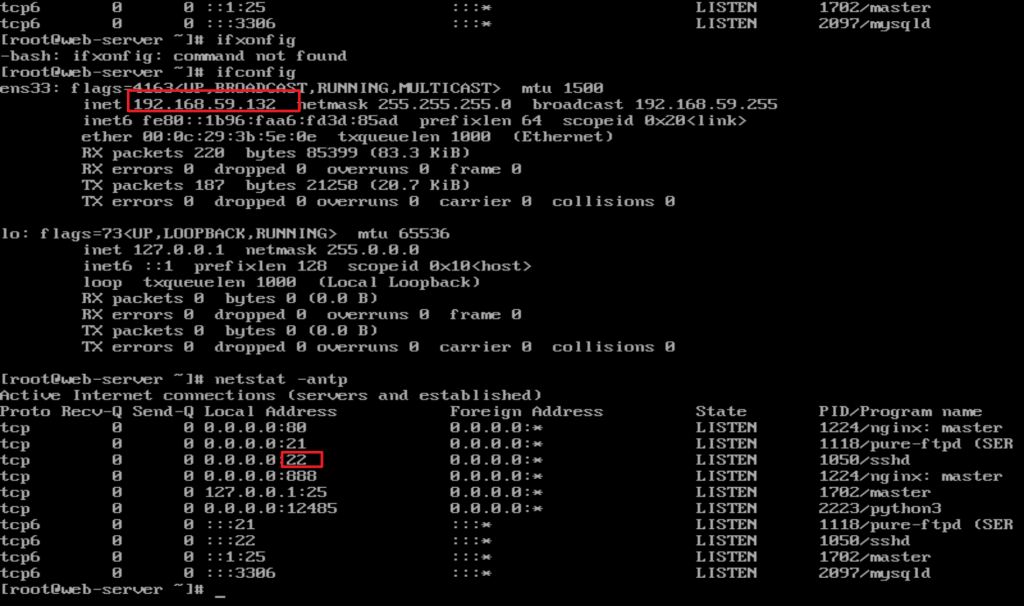 tcp6 0 0 ::1:25 :::* LISTEN 1702/master
tcp6 0 0 :::3306 :::* LISTEN 2097/mysqld
[root@web-server ~]# ifxonfig
-bash: ifxonfig: command not found
[root@web-server ~]# ifconfig
ens33: flags=4163<UP,BROADCAST,RUNNING,MULTICAST> mtu 1500
inet 192.168.59.132 netmask 255.255.255.0 broadcast 192.168.59.255
inet6 fe80::1b96:faa6:fd3d:85ad prefixlen 64 scopeid 0x20<link>
ether 00:0c:29:3b:5e:0e txqueuelen 1000 (Ethernet)
RX packets 220 bytes 85399 (83.3 KiB)
RX errors 0 dropped 0 overruns 0 frame 0
TX packets 187 bytes 21258 (20.7 KiB)
TX errors 0 dropped 0 overruns 0 carrier 0 collisions 0
lo: flags=73<UP,LOOPBACK,RUNNING> mtu 65536
inet 127.0.0.1 netmask 255.0.0.0
inet6 ::1 prefixlen 128 scopeid 0x10<host>
loop txqueuelen 1000 (Local Loopback)
RX packets 0 bytes 0 (0.0 B)
RX errors 0 dropped 0 overruns 0 frame 0
TX packets 0 bytes 0 (0.0 B)
TX errors 0 dropped 0 overruns 0 carrier 0 collisions 0
[root@web-server ~]# netstat -antp
Active Internet connections (servers and established)
Proto Recv-Q Send-Q Local Address Foreign Address State PID/Program name
tcp 0 0 0.0.0.0:80 0.0.0.0:* LISTEN 1224/nginx: master
tcp 0 0 0.0.0.0:21 0.0.0.0:* LISTEN 1118/pure-ftpd (SER
tcp 0 0 0.0.0.0:22 0.0.0.0:* LISTEN 1050/sshd
tcp 0 0 0.0.0.0:888 0.0.0.0:* LISTEN 1224/nginx: master
tcp 0 0 127.0.0.1:25 0.0.0.0:* LISTEN 1702/master
tcp 0 0 0.0.0.0:12485 0.0.0.0:* LISTEN 2223/python3
tcp6 0 0 :::21 :::* LISTEN 1118/pure-ftpd (SER
tcp6 0 0 :::22 :::* LISTEN 1050/sshd
tcp6 0 0 ::1:25 :::* LISTEN 1702/master
tcp6 0 0 :::3306 :::* LISTEN 2097/mysqld
[root@web-server ~]# _